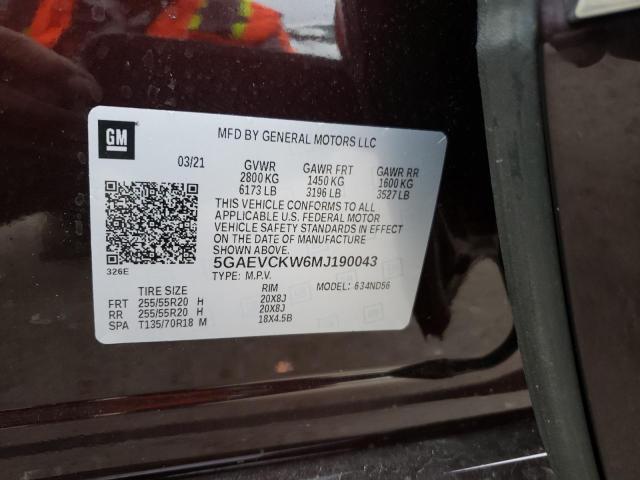 GM
MFD BY GENERAL MOTORS LLC
03/21 GVWR GAWR FRT GAWR RR
2800 KG 1450 KG 1600 KG
6173 LB 3196 LB 3527 LB
THIS VEHICLE CONFORMS TO ALL
APPLICABLE U.S. FEDERAL MOTOR
VEHICLE SAFETY STANDARDS IN
EFFECT ON THE DATE OF MANUFACTURE
SHOWN ABOVE.
326E
5GAEVCKW6MJ190043
TYPE: M.P.V. MODEL: 634ND56
TIRE SIZE RIM
FRT 255/55R20 H 20X8J
RR 255/55R20 H 20X8J
SPA T135/70R18 M 18X4.5B